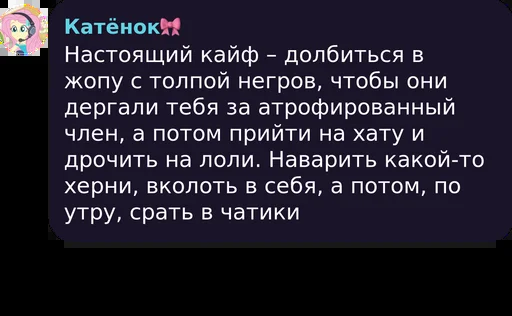 Катёнок🎀
Настоящий кайф – долбиться в
жопу с толпой негров, чтобы они
дергали тебя за атрофированный
член, а потом прийти на хату и
дрочить на лоли. Наварить какой-то
херни, вколоть в себя, а потом, по
утру, срать в чатики